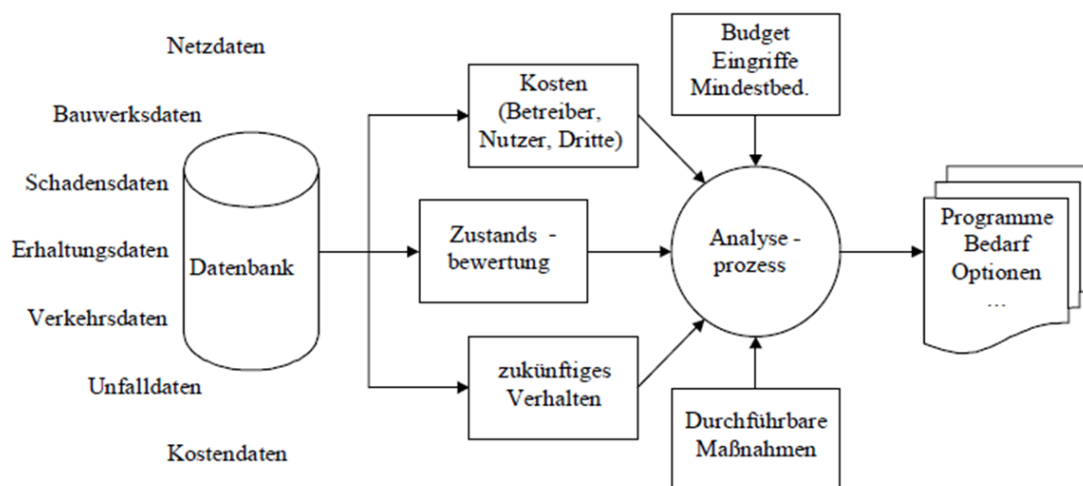 Netzdaten
Bauwerksdaten
Schadensdaten
Erhaltungsdaten
Verkehrsdaten
Unfalldaten
Kostendaten
Datenbank
Kosten
(Betreiber,
Nutzer, Dritte)
Zustands -
bewertung
zukünftiges
Verhalten
Budget
Eingriffe
Mindestbed.
Analyse -
prozess
Durchführbare
Maßnahmen
Programme
Bedarf
Optionen
...